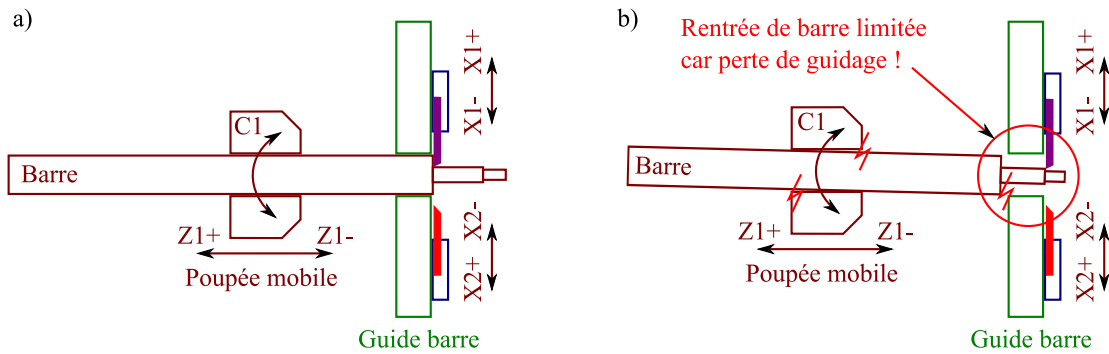 a)
C1
Barre
Z1+
Z1-
Poupée mobile
X1+
X1-
X2-
X2+
Guide barre
b)
Rentrée de barre limitée
car perte de guidage !
C1
Barre
Z1+
Z1-
Poupée mobile
X1+
X1-
X2-
X2+
Guide barre